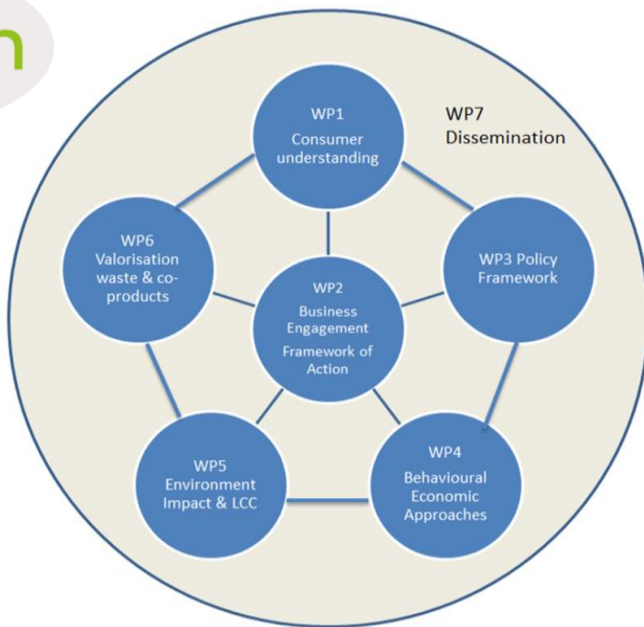 n
WP1
Consumer
understanding
WP7
Dissemination
WP6
Valorisation
waste & co-
products
WP3 Policy
Framework
WP2
Business
Engagement
Framework of
Action
WP5
Environment
Impact & LCC
WP4
Behavioural
Economic
Approaches